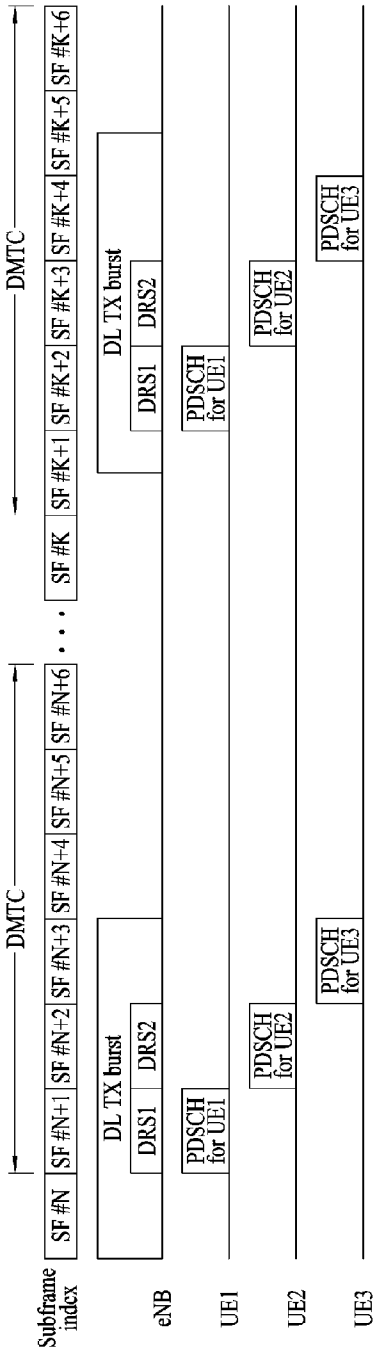 DMTC
DMTC
Subframe
index
SF #N
SF #N+1
SF #N+2
SF #N+3
SF #N+4
SF #N+5
SF #N+6
· · ·
SF #K
SF #K+1
SF #K+2
SF #K+3
SF #K+4
SF #K+5
SF #K+6
DL TX burst
DL TX burst
eNB
DRS1
DRS2
DRS1
DRS2
UE1
PDSCH
for UE1
PDSCH
for UE1
UE2
PDSCH
for UE2
PDSCH
for UE2
UE3
PDSCH
for UE3
PDSCH
for UE3